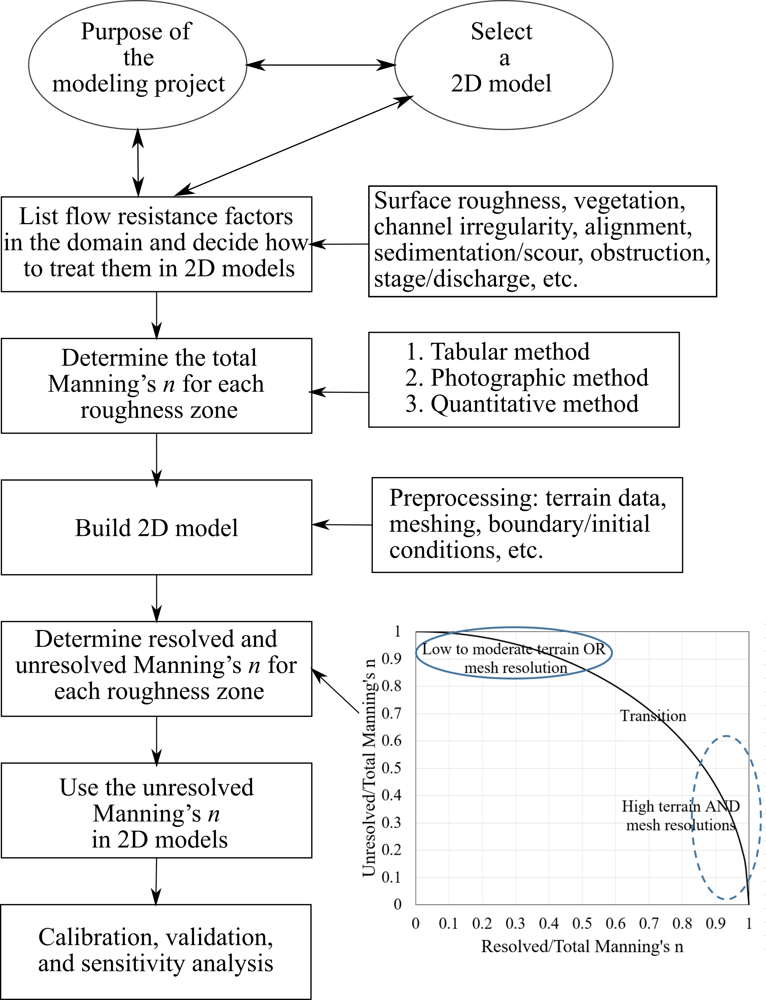 Purpose of
the
modeling project
Select
a
2D model
List flow resistance factors
in the domain and decide how
to treat them in 2D models
Surface roughness, vegetation,
channel irregularity, alignment,
sedimentation/scour, obstruction,
stage/discharge, etc.
Determine the total
Manning’s n for each
roughness zone
1. Tabular method
2. Photographic method
3. Quantitative method
Build 2D model
Preprocessing: terrain data,
meshing, boundary/initial
conditions, etc.
Determine resolved and
unresolved Manning’s n for
each roughness zone
Use the unresolved
Manning’s n
in 2D models
Calibration, validation,
and sensitivity analysis
Unresolved/Total Manning's n
1
0.9
0.8
0.7
0.6
0.5
0.4
0.3
0.2
0.1
0
Low to moderate terrain OR
mesh resolution
Transition
High terrain AND
mesh resolutions
0 0.1 0.2 0.3 0.4 0.5 0.6 0.7 0.8 0.9 1
Resolved/Total Manning's n